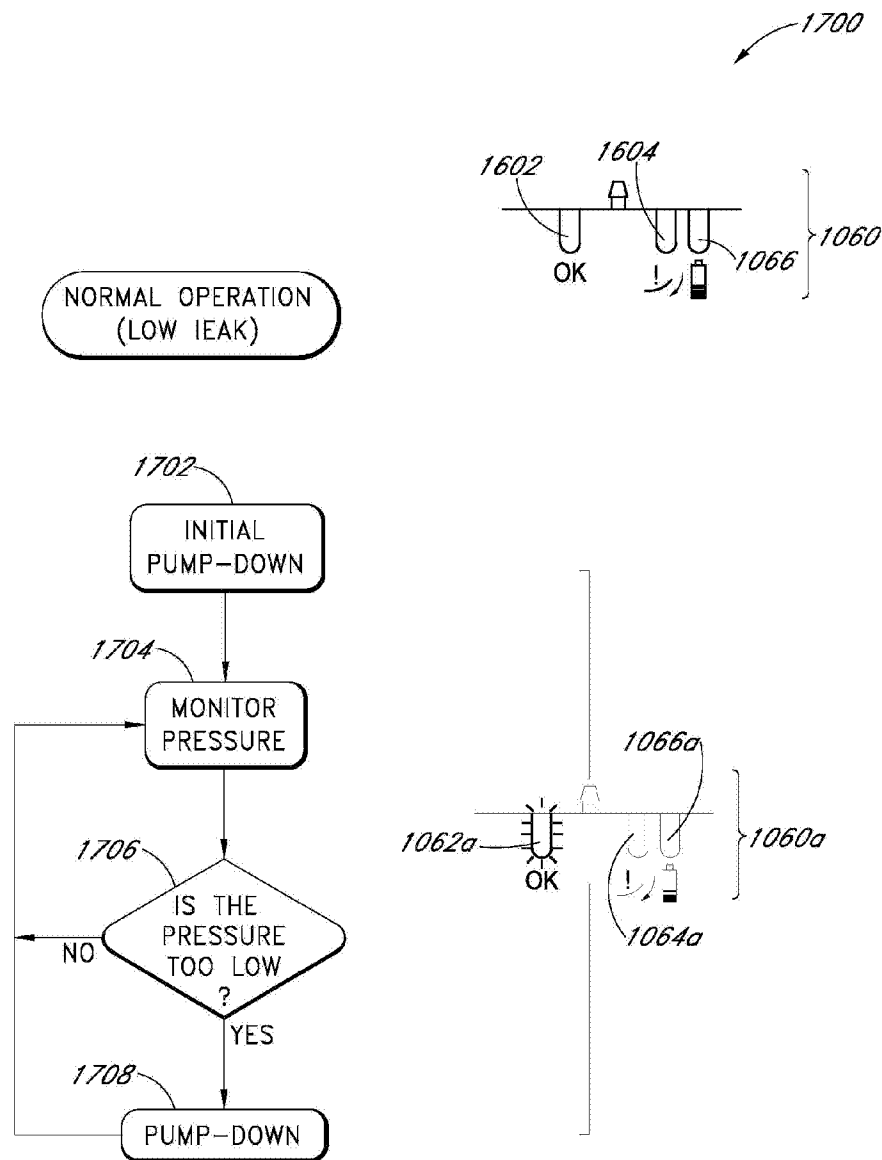 1700
1602
1604
1066
1060
OK
!
NORMAL OPERATION
(LOW IEAK)
1702
INITIAL
PUMP-DOWN
1704
MONITOR
PRESSURE
1706
IS THE
PRESSURE
TOO LOW
?
NO
YES
1708
PUMP-DOWN
1066a
1062a
1060a
OK
!
1064a